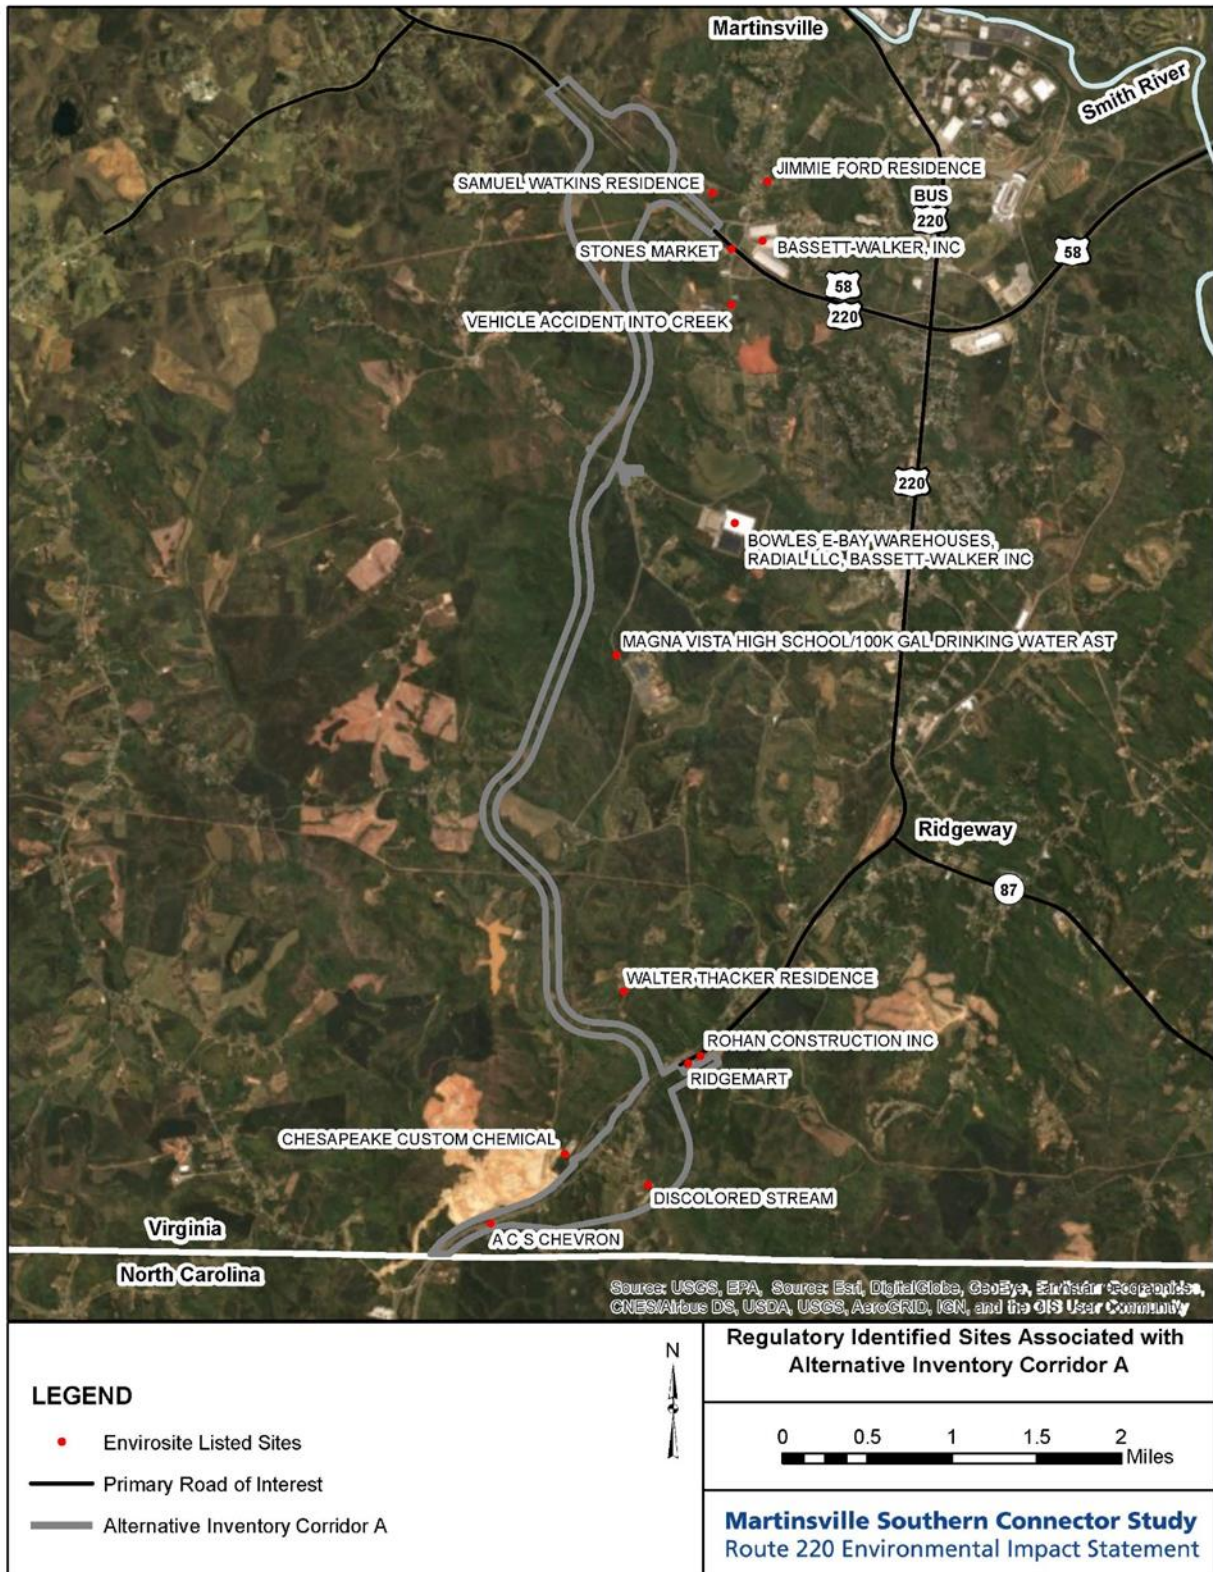 Martinsville
Smith River
JIMMIE FORD RESIDENCE
SAMUEL WATKINS RESIDENCE
BUS
220
BASSETT-WALKER, INC
STONES MARKET
58
58
220
VEHICLE ACCIDENT INTO CREEK
220
BOWLES E-BAY WAREHOUSES,
RADIAL LLC, BASSETT-WALKER INC
MAGNA VISTA HIGH SCHOOL/100K GAL DRINKING WATER AST
Ridgeway
87
WALTER THACKER RESIDENCE
ROHAN CONSTRUCTION INC
RIDGEMART
CHESAPEAKE CUSTOM CHEMICAL
DISCOLORED STREAM
A C S CHEVRON
Virginia
North Carolina
Source: USGS, EPA, Source: Esri, DigitalGlobe, GeoEye, Earthstar Geographics,
CNES/Airbus DS, USDA, USGS, AeroGRID, IGN, and the GIS User Community
LEGEND
Envirosite Listed Sites
Primary Road of Interest
Alternative Inventory Corridor A
N
Regulatory Identified Sites Associated with
Alternative Inventory Corridor A
0 0.5 1 1.5 2
Miles
Martinsville Southern Connector Study
Route 220 Environmental Impact Statement